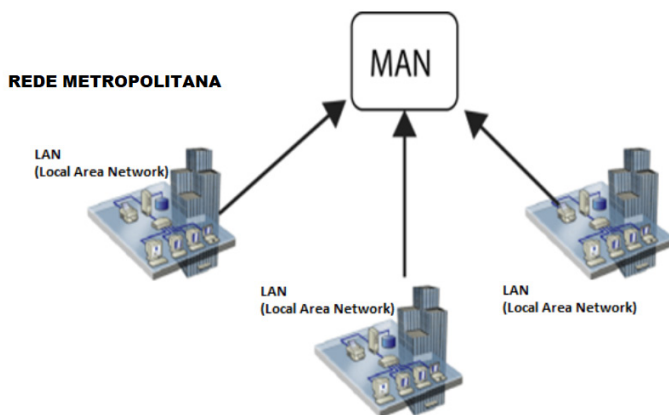 MAN
REDE METROPOLITANA
LAN
(Local Area Network)
LAN
(Local Area Network)
LAN
(Local Area Network)